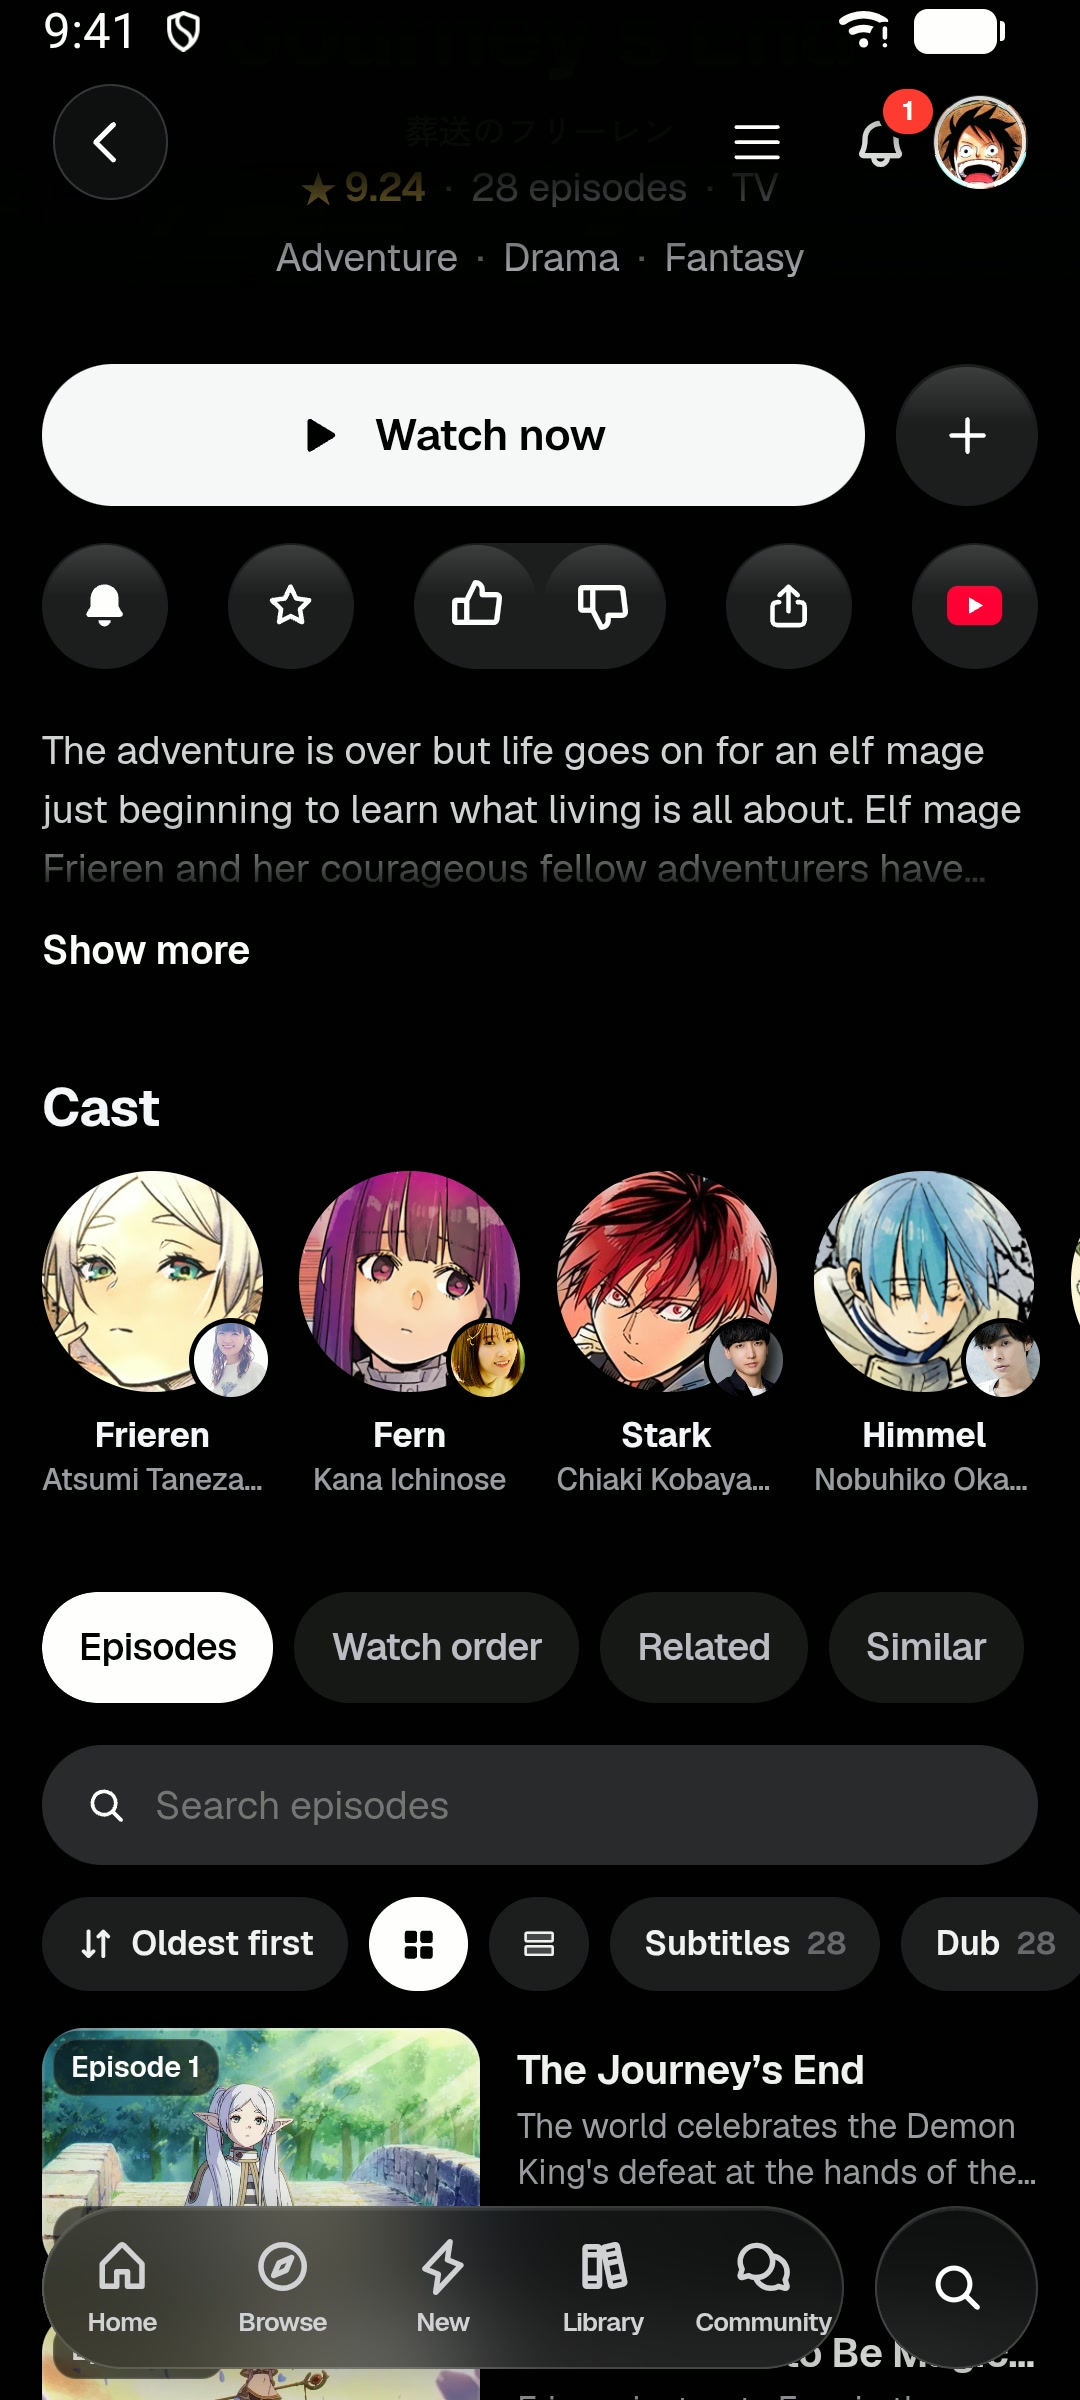 9:41
葬送のフリーレン
1
★ 9.24 · 28 episodes · TV
Adventure · Drama · Fantasy
Watch now
The adventure is over but life goes on for an elf mage
just beginning to learn what living is all about. Elf mage
Frieren and her courageous fellow adventurers have...
Show more
Cast
Frieren
Atsumi Taneza...
Fern
Kana Ichinose
Stark
Chiaki Kobaya...
Himmel
Nobuhiko Oka...
Episodes
Watch order
Related
Similar
Search episodes
Oldest first
Subtitles 28
Dub 28
Episode 1
The Journey’s End
The world celebrates the Demon
King's defeat at the hands of the...
Home
Browse
New
Library
Community
to Be